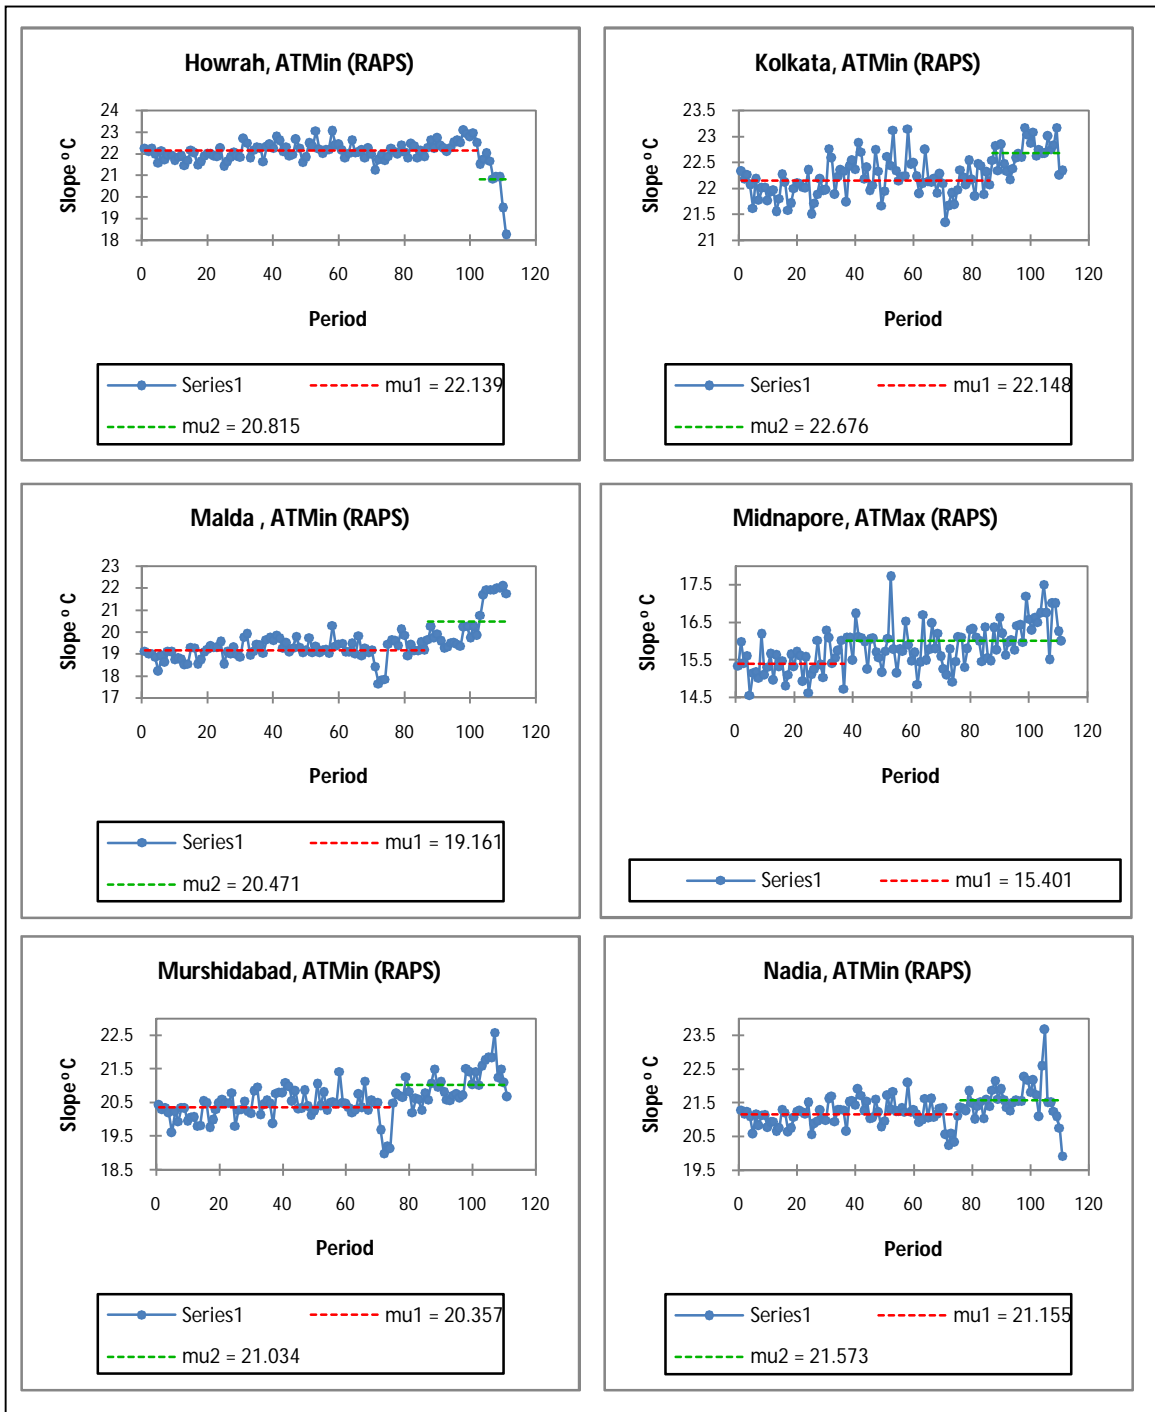 Howrah, ATMin (RAPS)
24
23
22
21
20
19
18
Slope º C
0 20 40 60 80 100 120
Period
Series1 mu1 = 22.139
mu2 = 20.815
Kolkata, ATMin (RAPS)
23.5
23
22.5
22
21.5
21
Slope º C
0 20 40 60 80 100 120
Period
Series1 mu1 = 22.148
mu2 = 22.676
Malda , ATMin (RAPS)
23
22
21
20
19
18
17
Slope º C
0 20 40 60 80 100 120
Period
Series1 mu1 = 19.161
mu2 = 20.471
Midnapore, ATMax (RAPS)
17.5
16.5
15.5
14.5
Slope º C
0 20 40 60 80 100 120
Period
Series1 mu1 = 15.401
Murshidabad, ATMin (RAPS)
22.5
21.5
20.5
19.5
18.5
Slope º C
0 20 40 60 80 100 120
Period
Series1 mu1 = 20.357
mu2 = 21.034
Nadia, ATMin (RAPS)
23.5
22.5
21.5
20.5
19.5
Slope º C
0 20 40 60 80 100 120
Period
Series1 mu1 = 21.155
mu2 = 21.573